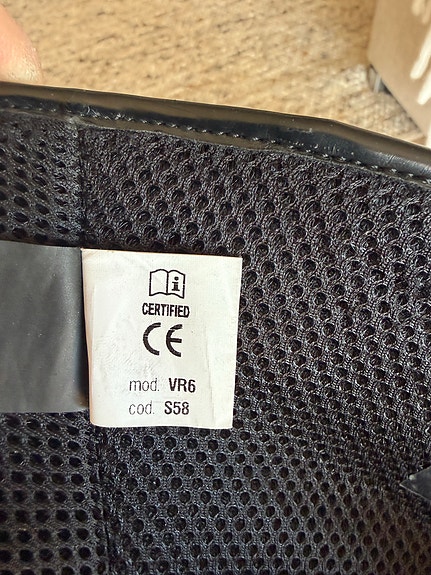 i
CERTIFIED
CE
mod. VR6
cod. S58